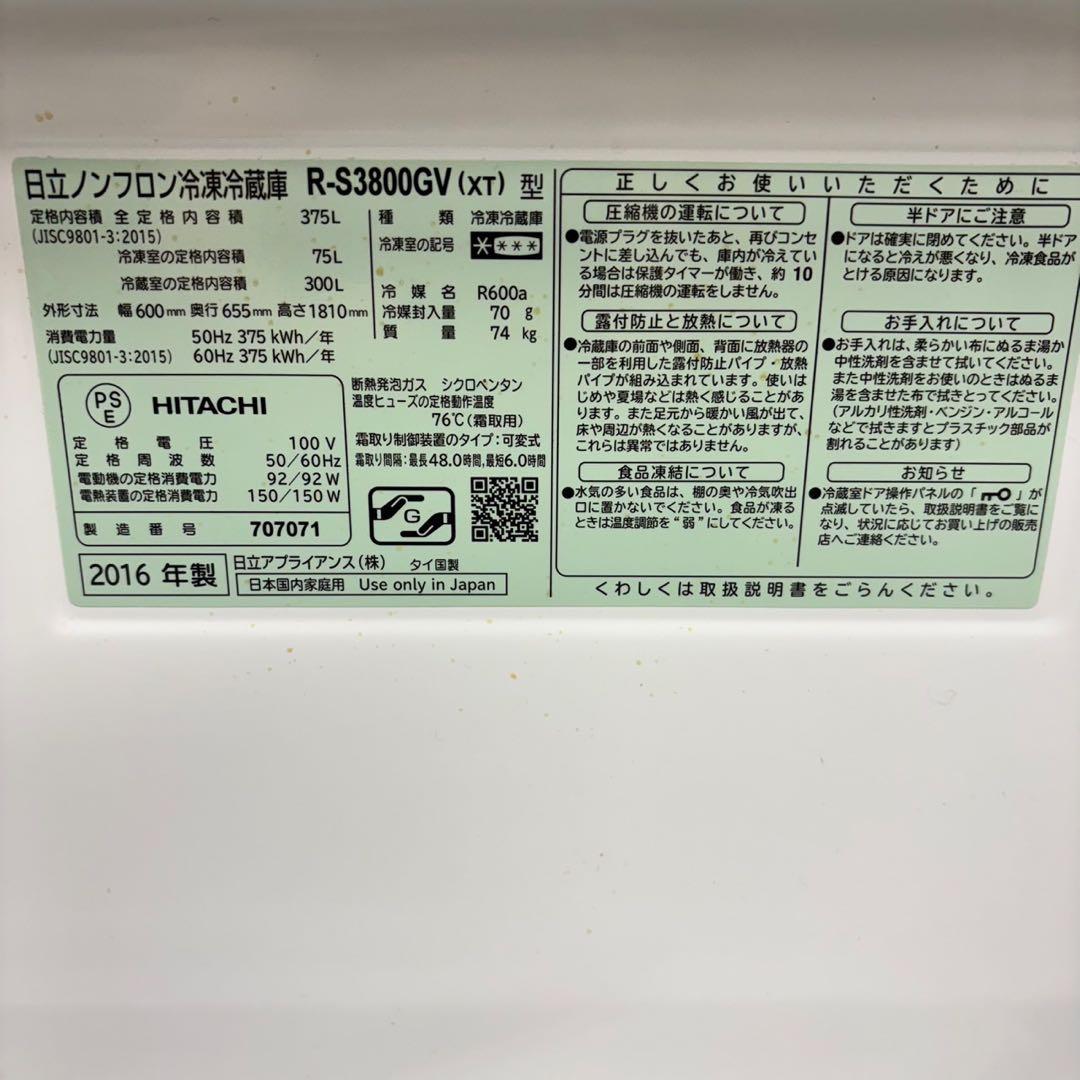 日立ノンフロン冷凍冷蔵庫 R-S3800GV(XT) 型
定格内容積 全定格内容積 375L
(JISC9801-3:2015)
冷凍室の定格内容積 75L
冷蔵室の定格内容積 300L
外形寸法 幅600mm 奥行655mm 高さ1810mm
消費電力量 50Hz 375 kWh/年
(JISC9801-3:2015) 60Hz 375 kWh/年
種類 冷凍冷蔵庫
冷凍室の記号 ****
冷媒名 R600a
冷媒封入量 70 g
質量 74 kg
PS
E
HITACHI
定格電圧 100 V
定格周波数 50/60Hz
電動機の定格消費電力 92/92 W
電熱装置の定格消費電力 150/150 W
製造番号 707071
断熱発泡ガス シクロペンタン
温度ヒューズの定格動作温度
76℃(霜取用)
霜取り制御装置のタイプ:可変式
霜取り間隔:最長48.0時間,最短6.0時間
G
2016 年製
日立アプライアンス(株) タイ国製
日本国内家庭用 Use only in Japan
正しくお使いいただくために
圧縮機の運転について
●電源プラグを抜いたあと、再びコンセ
ントに差し込んでも、庫内が冷えてい
る場合は保護タイマーが働き、約 10
分間は圧縮機の運転をしません。
露付防止と放熱について
●冷蔵庫の前面や側面、背面に放熱器の
一部を利用した露付防止パイプ・放熱
パイプが組み込まれています。使いは
じめや夏場などは熱く感じることがあ
ります。また足元から暖かい風が出て、
床や周辺が熱くなることがありますが、
これらは異常ではありません。
食品凍結について
●水気の多い食品は、棚の奥や冷気吹出
口に置かないでください。食品が凍る
ときは温度調節を“弱”にしてください。
半ドアにご注意
●ドアは確実に閉めてください。半ドア
になると冷えが悪くなり、冷凍食品が
とける原因になります。
お手入れについて
●お手入れは、柔らかい布にぬるま湯か
中性洗剤を含ませて拭いてください。
また中性洗剤をお使いのときはぬるま
湯を含ませた布で拭きとってください。
(アルカリ性洗剤・ベンジン・アルコール
などで拭きますとプラスチック部品が
割れることがあります)
お知らせ
●冷蔵室ドア操作パネルの「」が
点滅していたら、取扱説明書をご覧に
なり、状況に応じてお買い上げの販売
店へご連絡ください。
くわしくは取扱説明書をごらんください。